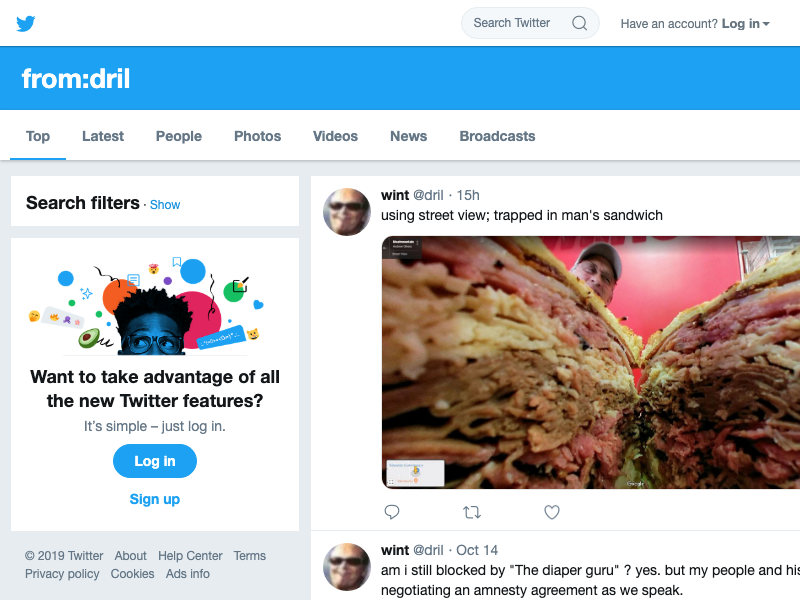 Search Twitter
Have an account? Log in
from:dril
Top Latest People Photos Videos News Broadcasts
Search filters · Show
Want to take advantage of all
the new Twitter features?
It's simple – just log in.
Log in
Sign up
© 2019 Twitter About Help Center Terms
Privacy policy Cookies Ads info
wint @dril · 15h
using street view; trapped in man's sandwich
Google
wint @dril · Oct 14
am i still blocked by "The diaper guru" ? yes. but my people and his
negotiating an amnesty agreement as we speak.